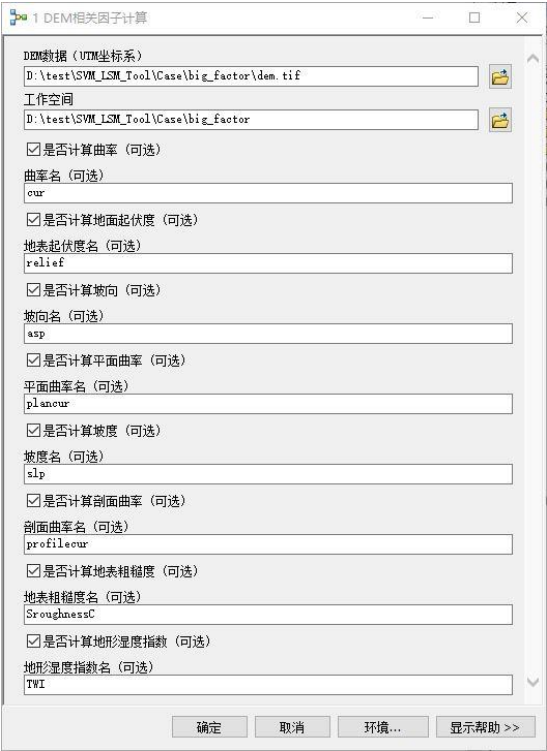 1 DEM相关因子计算
DEM数据（UTM坐标系）
D:\test\SVM_LSM_Tool\Case\big_factor\dem.tif
工作空间
D:\test\SVM_LSM_Tool\Case\big_factor
是否计算曲率（可选）
曲率名（可选）
cur
是否计算地面起伏度（可选）
地表起伏度名（可选）
relief
是否计算坡向（可选）
坡向名（可选）
asp
是否计算平面曲率（可选）
平面曲率名（可选）
plancur
是否计算坡度（可选）
坡度名（可选）
slp
是否计算剖面曲率（可选）
剖面曲率名（可选）
profilecur
是否计算地表粗糙度（可选）
地表粗糙度名（可选）
SroughnessC
是否计算地形湿度指数（可选）
地形湿度指数名（可选）
TWI
确定 取消 环境... 显示帮助 >>